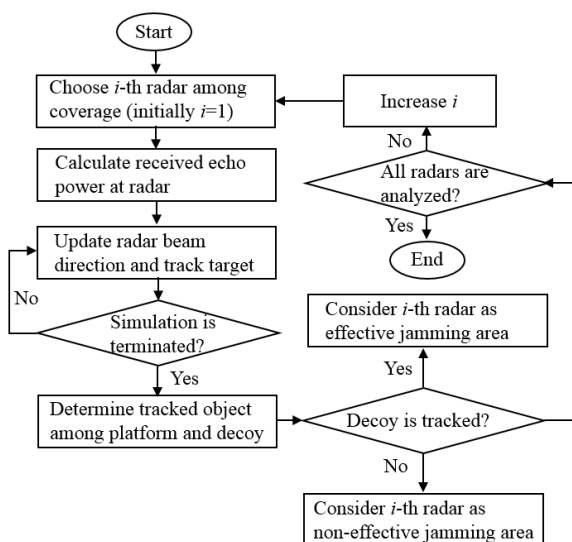 Start
Choose i-th radar among
coverage (initially i=1)
Calculate received echo
power at radar
Update radar beam
direction and track target
No
Simulation is
terminated?
Yes
Determine tracked object
among platform and decoy
Increase i
No
All radars are
analyzed?
Yes
End
Consider i-th radar as
effective jamming area
Yes
Decoy is tracked?
No
Consider i-th radar as
non-effective jamming area